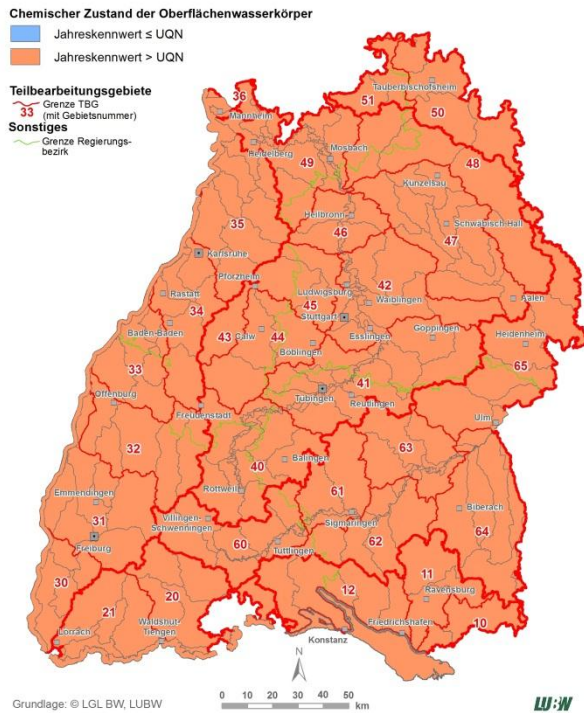 Chemischer Zustand der Oberflächenwasserkörper
Jahreskennwert ≤ UQN
Jahreskennwert > UQN
Teilbearbeitungsgebiete
33
Grenze TBG
(mit Gebietsnummer)
Sonstiges
Grenze Regierungs-
bezirk
36
Mannheim
Heidelberg
51
Tauberbischofsheim
50
49
Mosbach
48
Künzelsau
35
Heilbronn
46
Schwäbisch Hall
47
Karlsruhe
Pforzheim
Ludwigsburg
42
45
Waiblingen
Rastatt
34
Stuttgart
Aalen
Baden-Baden
43
Calw
44
Esslingen
Göppingen
Heidenheim
Böblingen
65
33
41
Offenburg
Tübingen
Reutlingen
Freudenstadt
Ulm
32
63
40
Balingen
Emmendingen
Rottweil
61
Biberach
31
Villingen-
Schwenningen
Sigmaringen
64
Freiburg
60
Tuttlingen
62
30
20
12
11
21
Ravensburg
Lörrach
Waldshut-
Tiengen
Friedrichshafen
10
Konstanz
N
0 10 20 30 40 50
km
Grundlage: © LGL BW, LUBW
LUBW